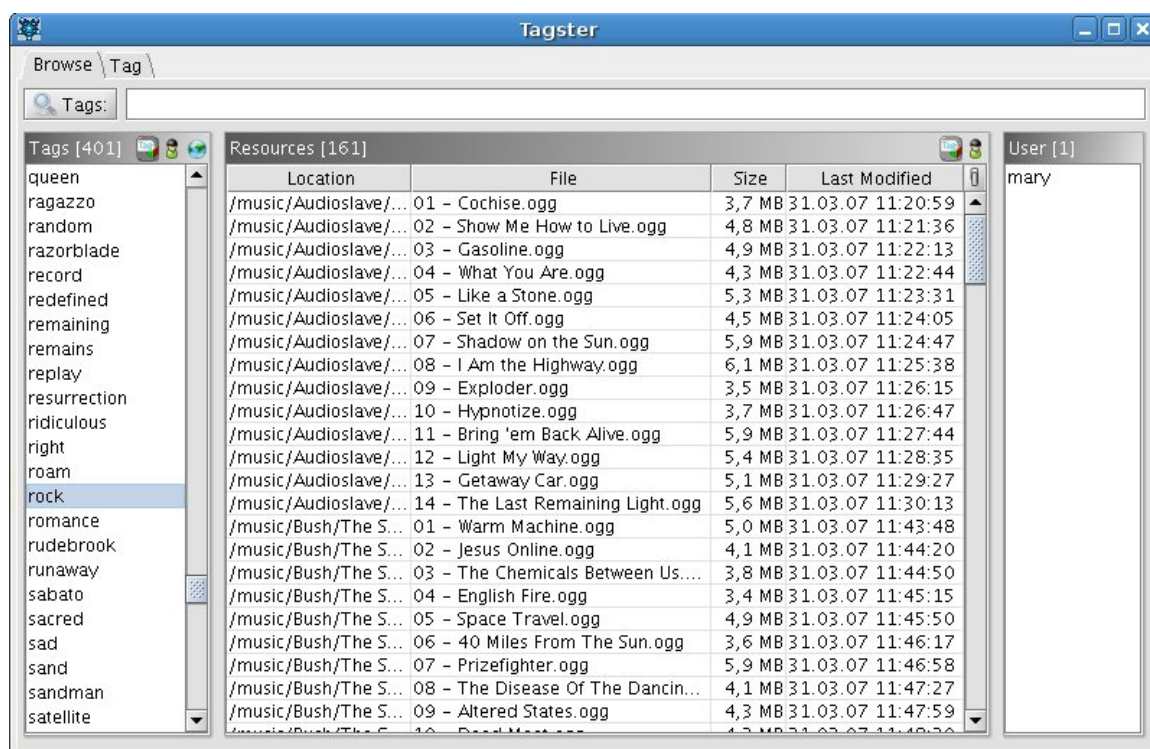 Tagster
Browse Tag
Tags:
Tags [401] Resources [161] User [1]
Location File Size Last Modified
queen
ragazzo
random
razorblade
record
redefined
remaining
remains
replay
resurrection
ridiculous
right
roam
rock
romance
rudebrook
runaway
sabato
sacred
sad
sand
sandman
satellite
/music/Audioslave/... 01 - Cochise.ogg 3,7 MB 31.03.07 11:20:59
/music/Audioslave/... 02 - Show Me How to Live.ogg 4,8 MB 31.03.07 11:21:36
/music/Audioslave/... 03 - Gasoline.ogg 4,9 MB 31.03.07 11:22:13
/music/Audioslave/... 04 - What You Are.ogg 4,3 MB 31.03.07 11:22:44
/music/Audioslave/... 05 - Like a Stone.ogg 5,3 MB 31.03.07 11:23:31
/music/Audioslave/... 06 - Set It Off.ogg 4,5 MB 31.03.07 11:24:05
/music/Audioslave/... 07 - Shadow on the Sun.ogg 5,9 MB 31.03.07 11:24:47
/music/Audioslave/... 08 - I Am the Highway.ogg 6,1 MB 31.03.07 11:25:38
/music/Audioslave/... 09 - Exploder.ogg 3,5 MB 31.03.07 11:26:15
/music/Audioslave/... 10 - Hypnotize.ogg 3,7 MB 31.03.07 11:26:47
/music/Audioslave/... 11 - Bring 'em Back Alive.ogg 5,9 MB 31.03.07 11:27:44
/music/Audioslave/... 12 - Light My Way.ogg 5,4 MB 31.03.07 11:28:35
/music/Audioslave/... 13 - Getaway Car.ogg 5,1 MB 31.03.07 11:29:27
/music/Audioslave/... 14 - The Last Remaining Light.ogg 5,6 MB 31.03.07 11:30:13
/music/Bush/The S... 01 - Warm Machine.ogg 5,0 MB 31.03.07 11:43:48
/music/Bush/The S... 02 - Jesus Online.ogg 4,1 MB 31.03.07 11:44:20
/music/Bush/The S... 03 - The Chemicals Between Us.... 3,8 MB 31.03.07 11:44:50
/music/Bush/The S... 04 - English Fire.ogg 3,4 MB 31.03.07 11:45:15
/music/Bush/The S... 05 - Space Travel.ogg 4,9 MB 31.03.07 11:45:50
/music/Bush/The S... 06 - 40 Miles From The Sun.ogg 3,6 MB 31.03.07 11:46:17
/music/Bush/The S... 07 - Prizefighter.ogg 5,9 MB 31.03.07 11:46:58
/music/Bush/The S... 08 - The Disease Of The Dancin... 4,1 MB 31.03.07 11:47:27
/music/Bush/The S... 09 - Altered States.ogg 4,3 MB 31.03.07 11:47:59
mary